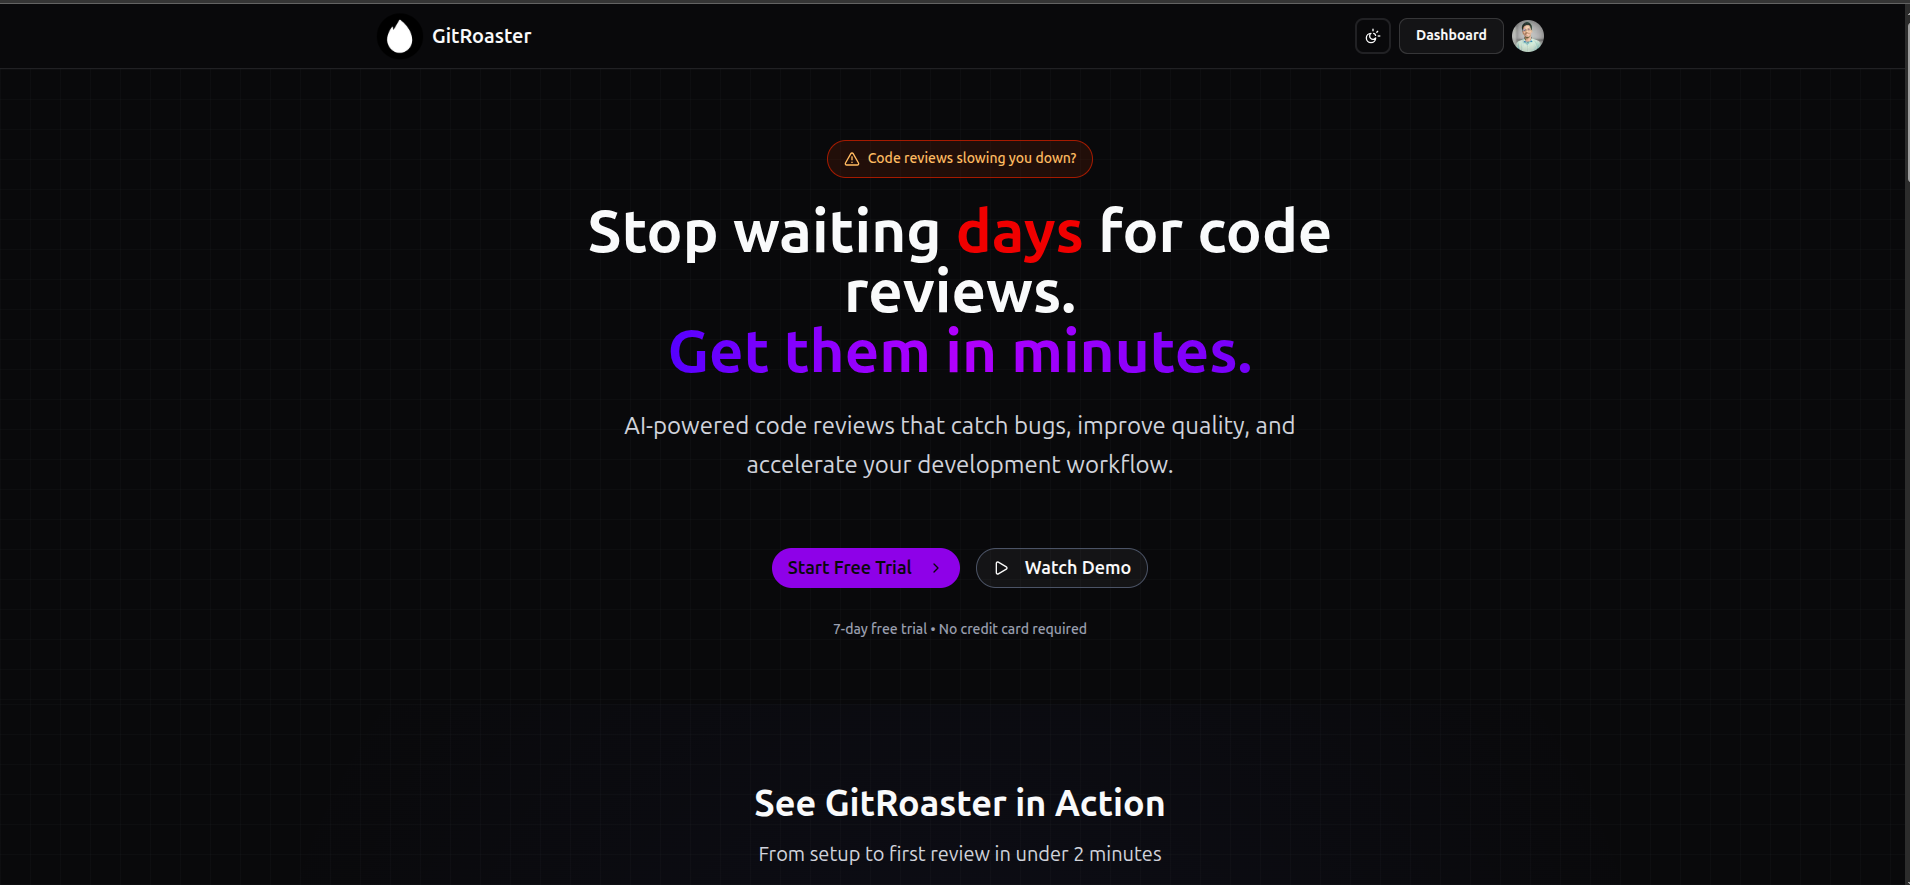 GitRoaster
Dashboard
Code reviews slowing you down?
Stop waiting days for code
reviews.
Get them in minutes.
AI-powered code reviews that catch bugs, improve quality, and
accelerate your development workflow.
Start Free Trial
Watch Demo
7-day free trial • No credit card required
See GitRoaster in Action
From setup to first review in under 2 minutes